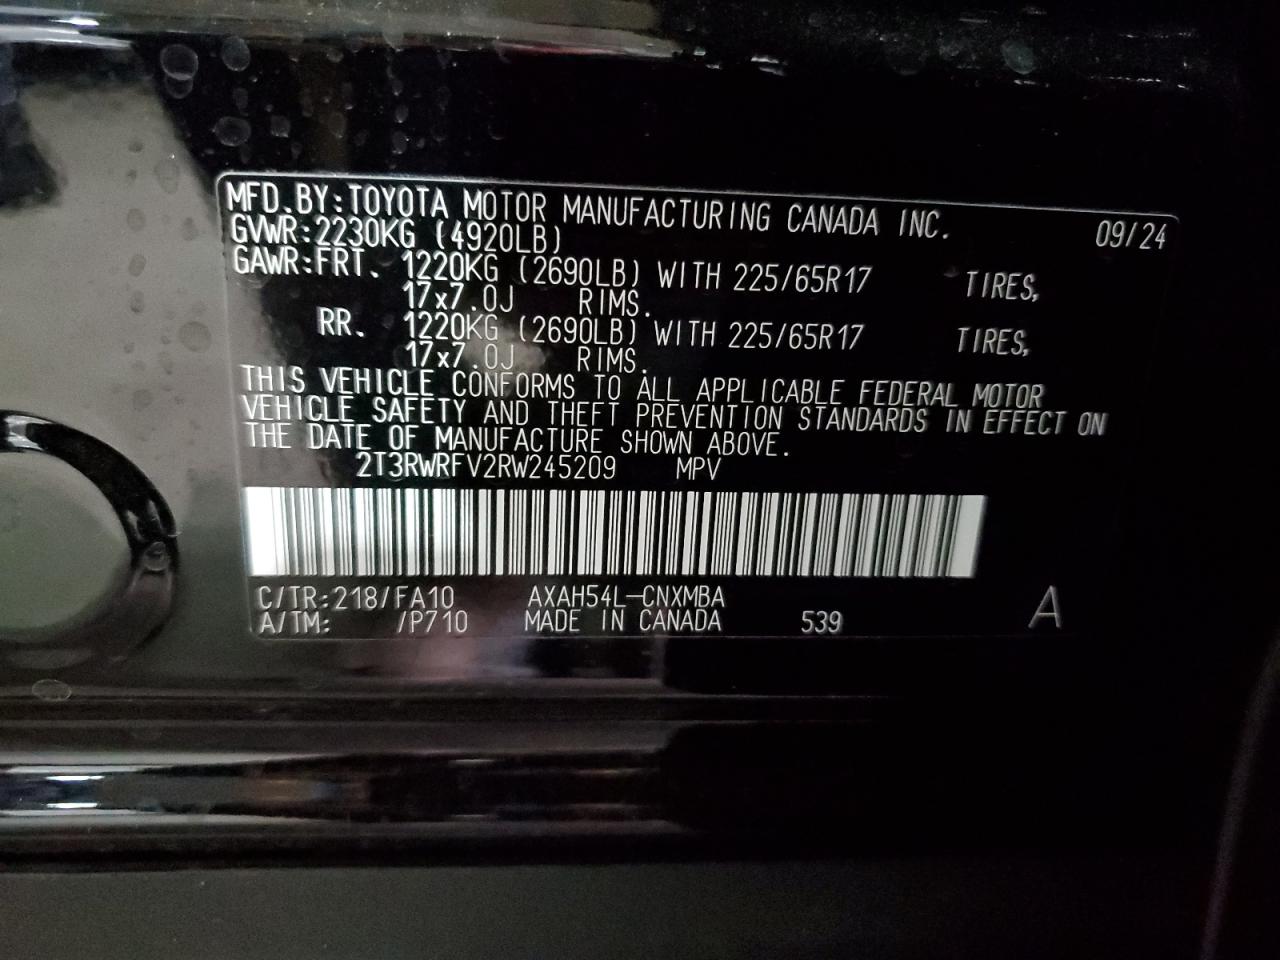 MFD.BY:TOYOTA MOTOR MANUFACTURING CANADA INC. 09/24
GVWR:2230KG (4920LB)
GAWR:FRT. 1220KG (2690LB) WITH 225/65R17 TIRES,
17x7.0J RIMS.
RR. 1220KG (2690LB) WITH 225/65R17 TIRES,
17x7.0J RIMS.
THIS VEHICLE CONFORMS TO ALL APPLICABLE FEDERAL MOTOR
VEHICLE SAFETY AND THEFT PREVENTION STANDARDS IN EFFECT ON
THE DATE OF MANUFACTURE SHOWN ABOVE.
2T3RWRFV2RW245209 MPV
C/TR:218/FA10 AXAH54L-CNXMBA A
A/TM: /P710 MADE IN CANADA 539